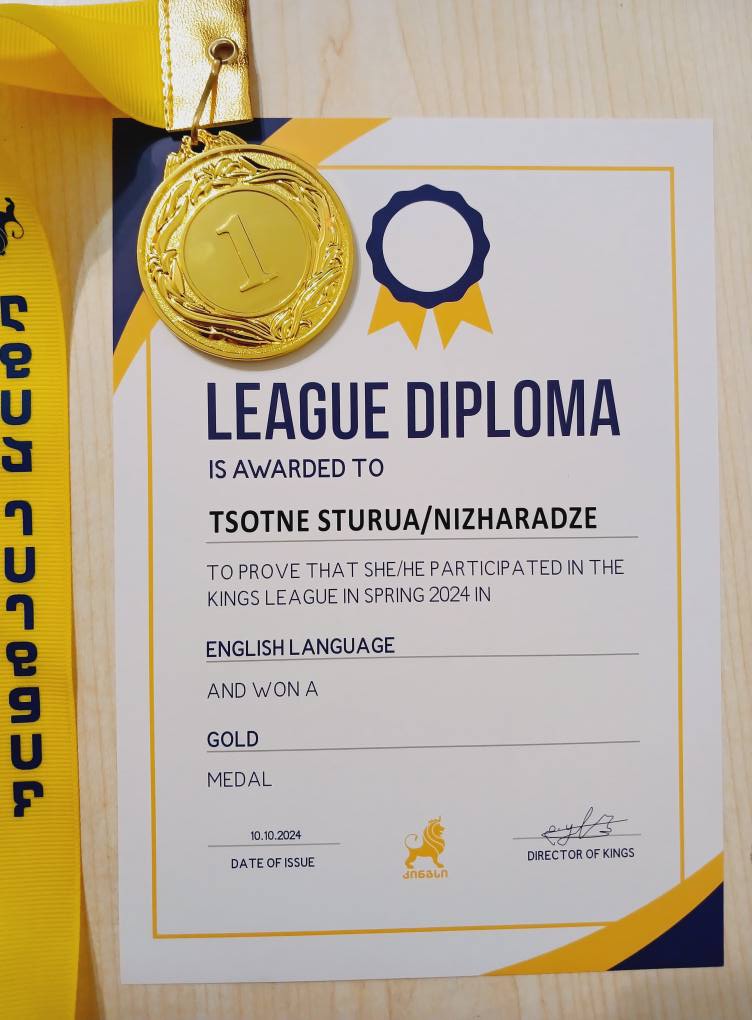 1
LEAGUE DIPLOMA
IS AWARDED TO
TSOTNE STURUA/NIZHARADZE
TO PROVE THAT SHE/HE PARTICIPATED IN THE
KINGS LEAGUE IN SPRING 2024 IN
ENGLISH LANGUAGE
AND WON A
GOLD
MEDAL
10.10.2024
DATE OF ISSUE
კინგსი
DIRECTOR OF KINGS